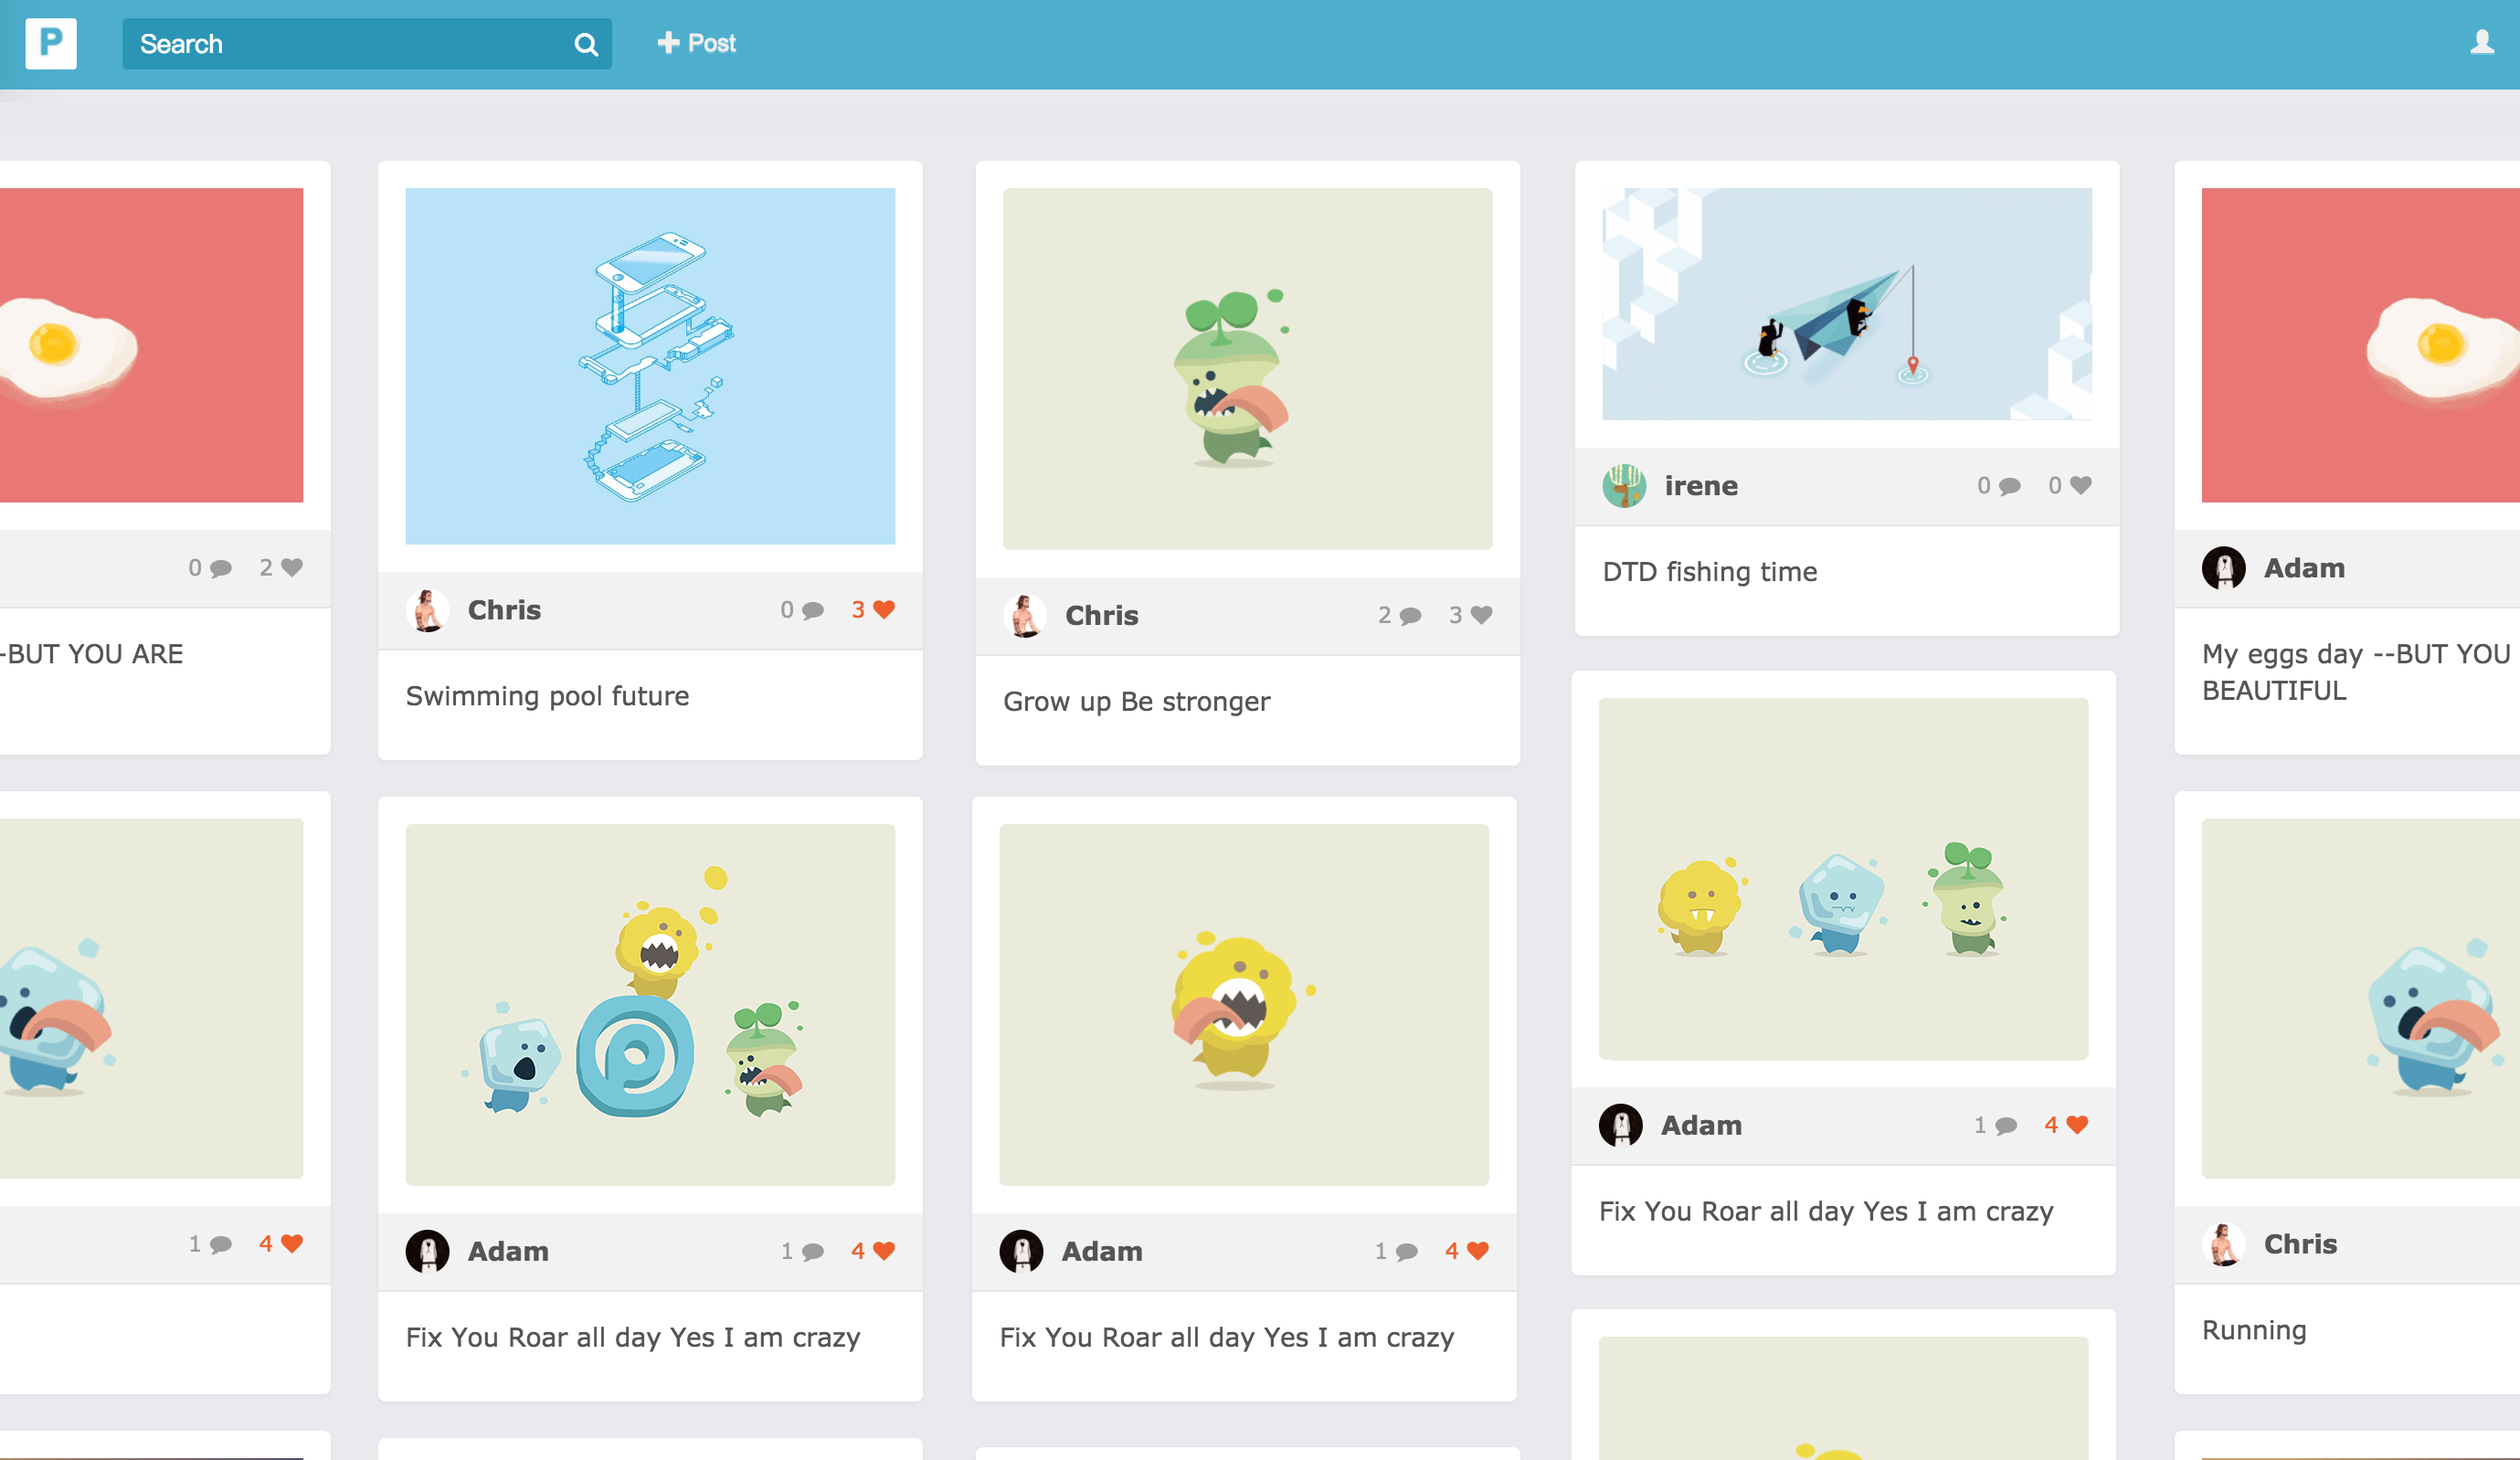 P
Search
Post
0 2
-BUT YOU ARE
1 4
Chris
0 3
Swimming pool future
Adam
1 4
Fix You Roar all day Yes I am crazy
Chris
2 3
Grow up Be stronger
Adam
1 4
Fix You Roar all day Yes I am crazy
irene
0 0
DTD fishing time
Adam
1 4
Fix You Roar all day Yes I am crazy
Adam
My eggs day --BUT YOU
BEAUTIFUL
Chris
Running